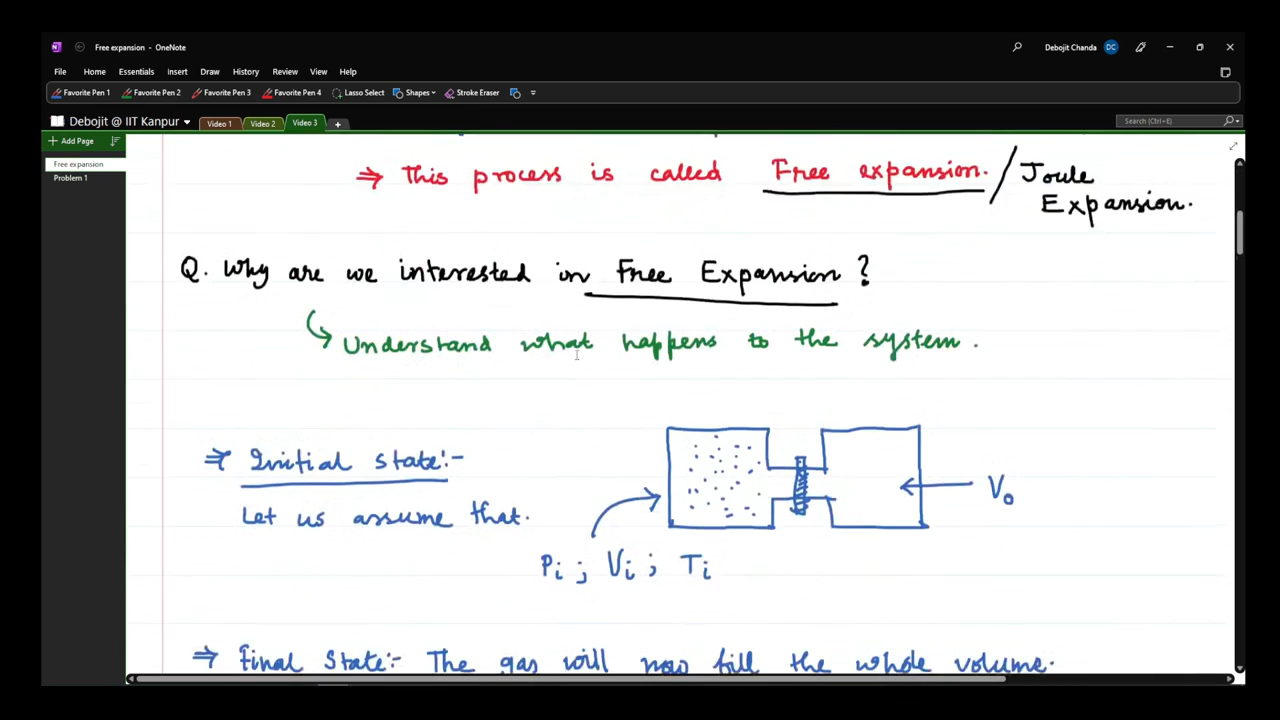 Free expansion - OneNote
Debojit Chanda DC
File Home Essentials Insert Draw History Review View Help
Favorite Pen 1 Favorite Pen 2 Favorite Pen 3 Favorite Pen 4 Lasso Select Shapes Stroke Eraser
Debojit @ IIT Kanpur Video 1 Video 2 Video 3 +
Search (Ctrl+E)
+ Add Page
Free expansion
Problem 1
⇒ This process is called Free expansion. / Joule
Expansion.
Q. Why are we interested in Free Expansion ?
Understand what happens to the system.
⇒ Initial state:-
Let us assume that.
V₀
Pᵢ ; Vᵢ ; Tᵢ
⇒ Final State:- The gas will now fill the whole volume.